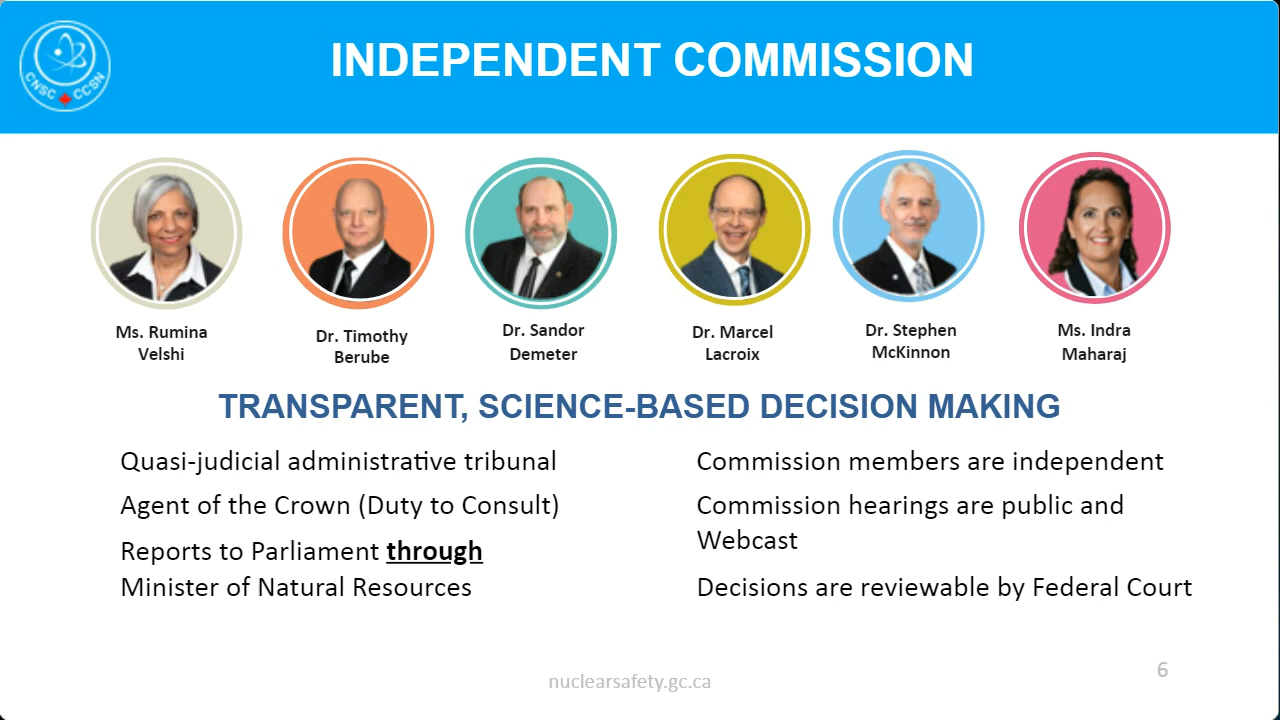 INDEPENDENT COMMISSION
CNSC CCSN
Ms. Rumina
Velshi
Dr. Timothy
Berube
Dr. Sandor
Demeter
Dr. Marcel
Lacroix
Dr. Stephen
McKinnon
Ms. Indra
Maharaj
TRANSPARENT, SCIENCE-BASED DECISION MAKING
Quasi-judicial administrative tribunal
Agent of the Crown (Duty to Consult)
Reports to Parliament through
Minister of Natural Resources
Commission members are independent
Commission hearings are public and
Webcast
Decisions are reviewable by Federal Court
nuclearsafety.gc.ca
6